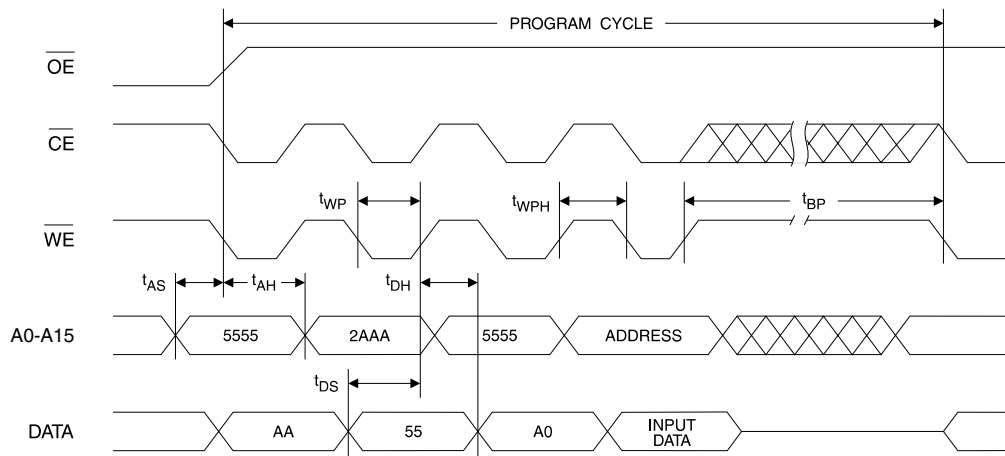 PROGRAM CYCLE
OE
CE
tWP
tWPH
tBP
WE
tAS
tAH
tDH
A0-A15
5555
2AAA
5555
ADDRESS
tDS
DATA
AA
55
A0
INPUT
DATA